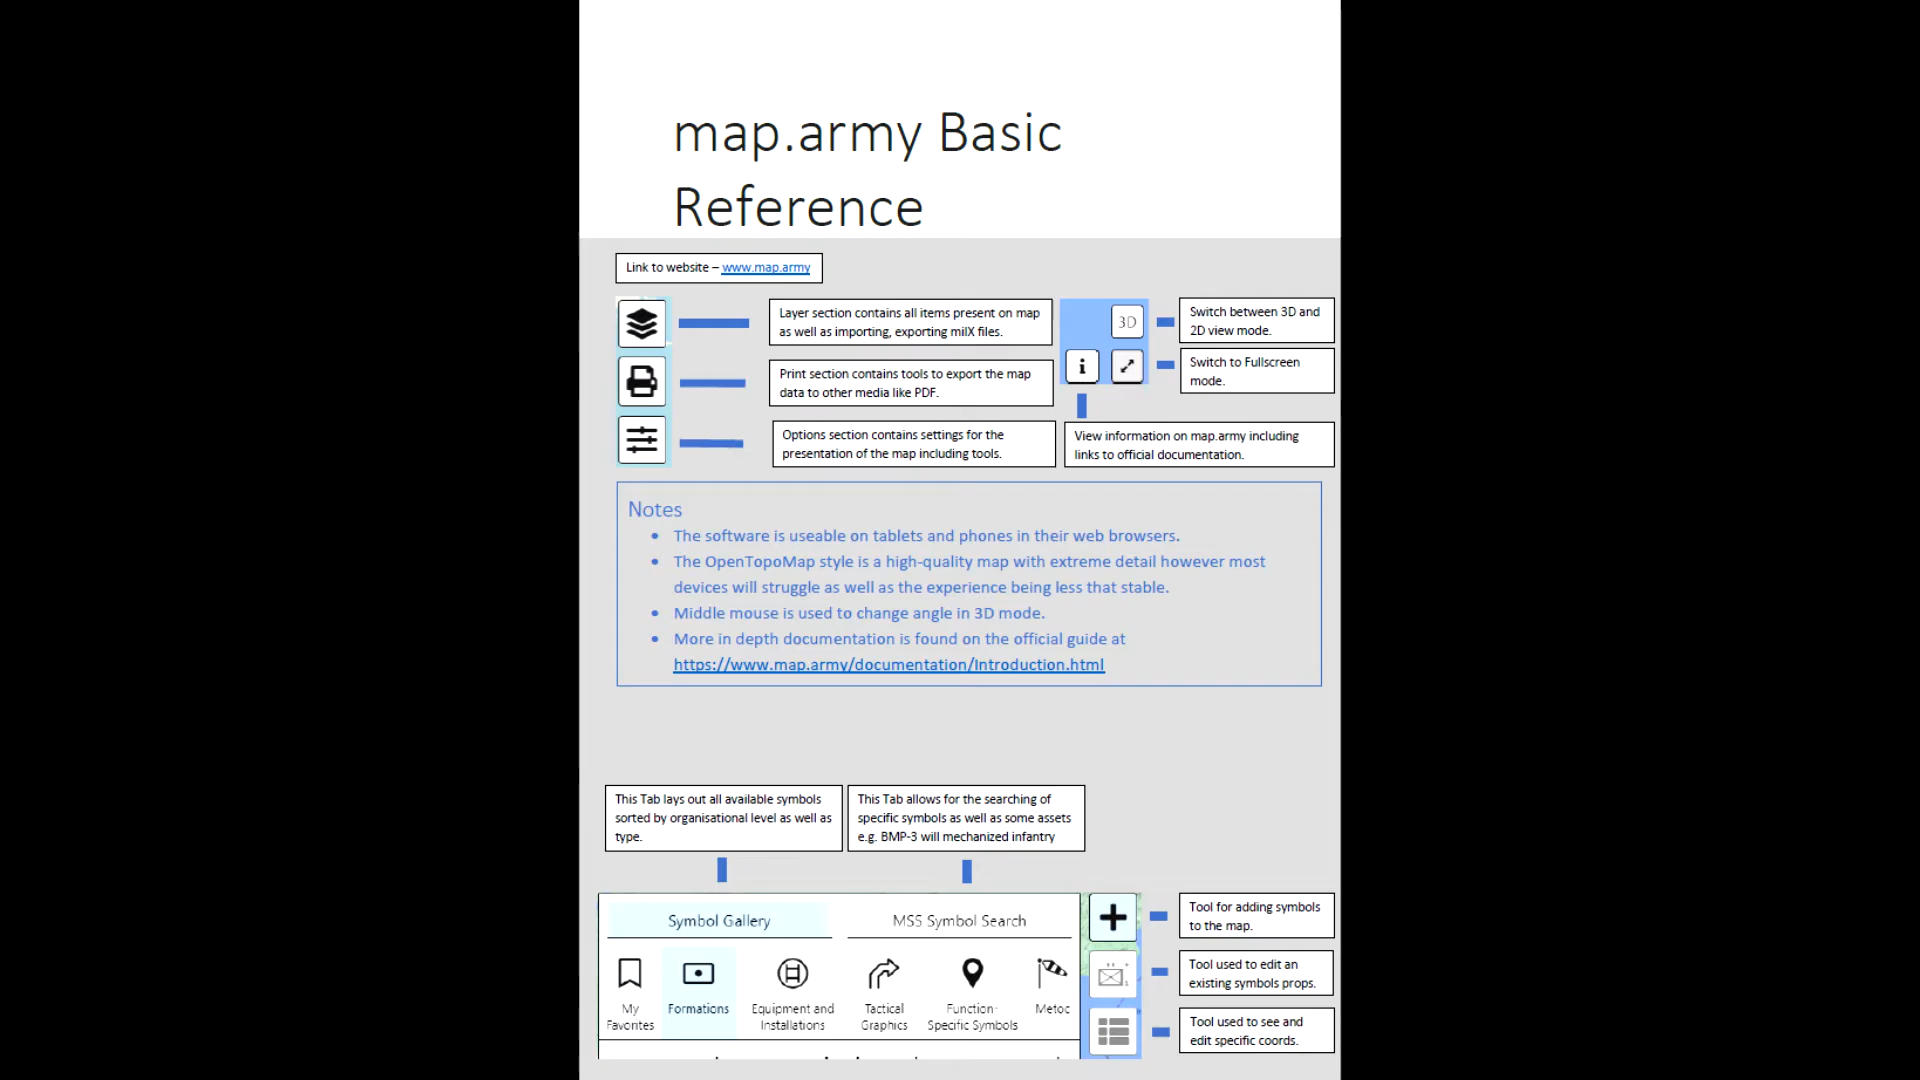 map.army Basic
Reference
Link to website – www.map.army
Layer section contains all items present on map
as well as importing, exporting milX files.
3D
Switch between 3D and
2D view mode.
Switch to Fullscreen
mode.
Print section contains tools to export the map
data to other media like PDF.
i
Options section contains settings for the
presentation of the map including tools.
View information on map.army including
links to official documentation.
Notes
• The software is useable on tablets and phones in their web browsers.
• The OpenTopoMap style is a high-quality map with extreme detail however most
devices will struggle as well as the experience being less that stable.
• Middle mouse is used to change angle in 3D mode.
• More in depth documentation is found on the official guide at
https://www.map.army/documentation/Introduction.html
This Tab lays out all available symbols
sorted by organisational level as well as
type.
This Tab allows for the searching of
specific symbols as well as some assets
e.g. BMP-3 will mechanized infantry
Symbol Gallery
MSS Symbol Search
My
Favorites
Formations
Equipment and
Installations
Tactical
Graphics
Function-
Specific Symbols
Metoc
Tool for adding symbols
to the map.
Tool used to edit an
existing symbols props.
Tool used to see and
edit specific coords.